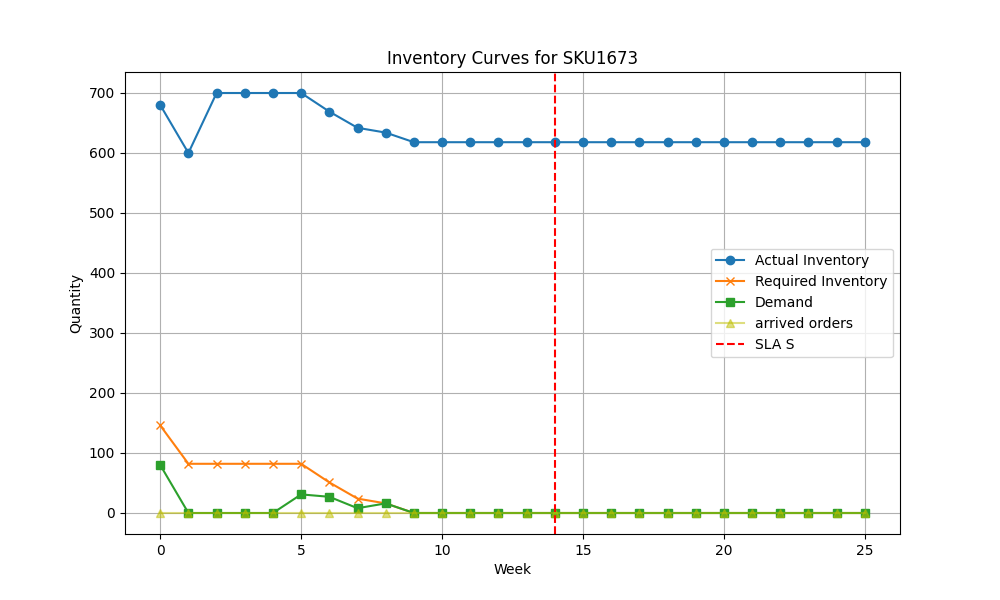 Inventory Curves for SKU1673
Quantity
700
600
500
400
300
200
100
0
Actual Inventory
Required Inventory
Demand
arrived orders
SLA S
0 5 10 15 20 25
Week